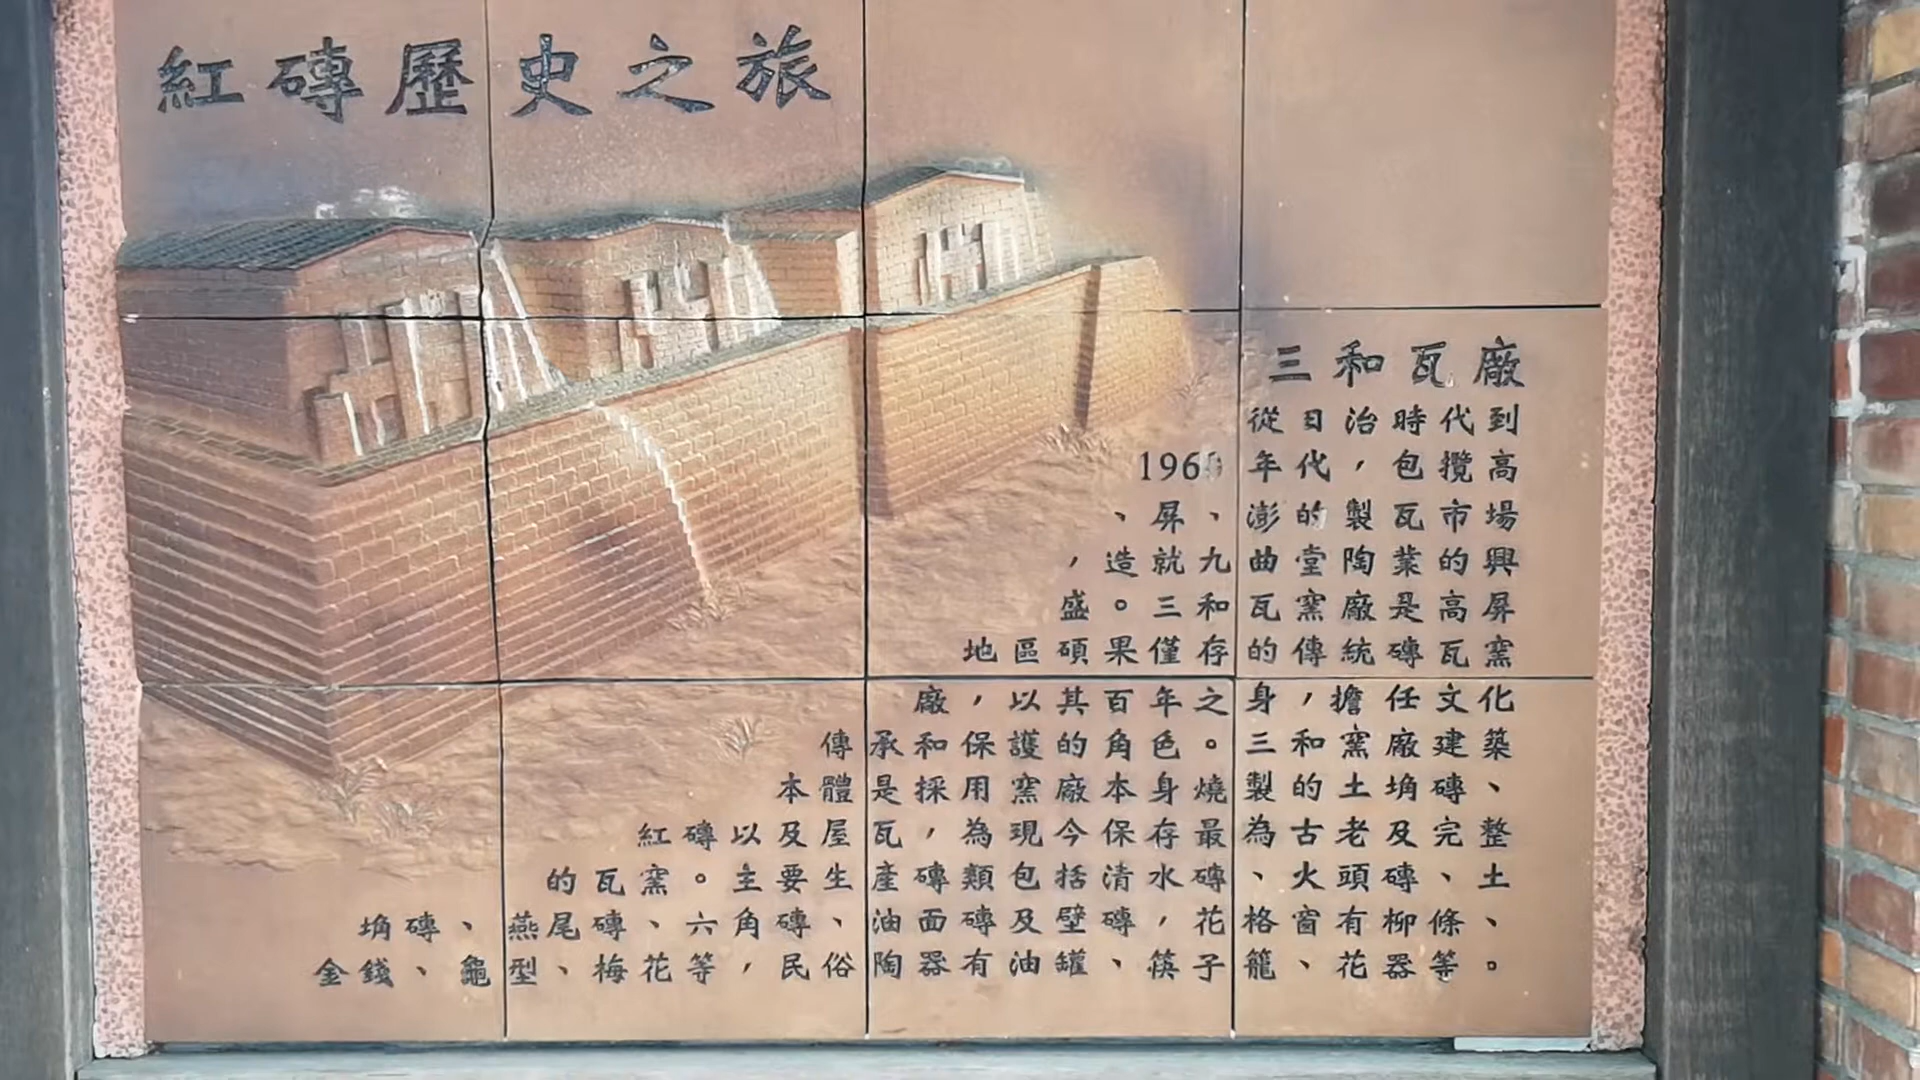 紅磚歷史之旅
三和瓦廠
從日治時代到
1960年代，包攬高
、屏、澎的製瓦市場
，造就九曲堂陶業的興
盛。三和瓦窯廠是高屏
地區碩果僅存的傳統磚瓦窯
廠，以其百年之身，擔任文化
傳承和保護的角色。三和窯廠建築
本體是採用窯廠本身燒製的土埆磚、
紅磚以及屋瓦，為現今保存最為古老及完整
的瓦窯。主要生產磚類包括清水磚、火頭磚、土
埆磚、燕尾磚、六角磚、油面磚及壁磚，花格窗有柳條、
金錢、龜型、梅花等，民俗陶器有油罐、筷子籠、花器等。